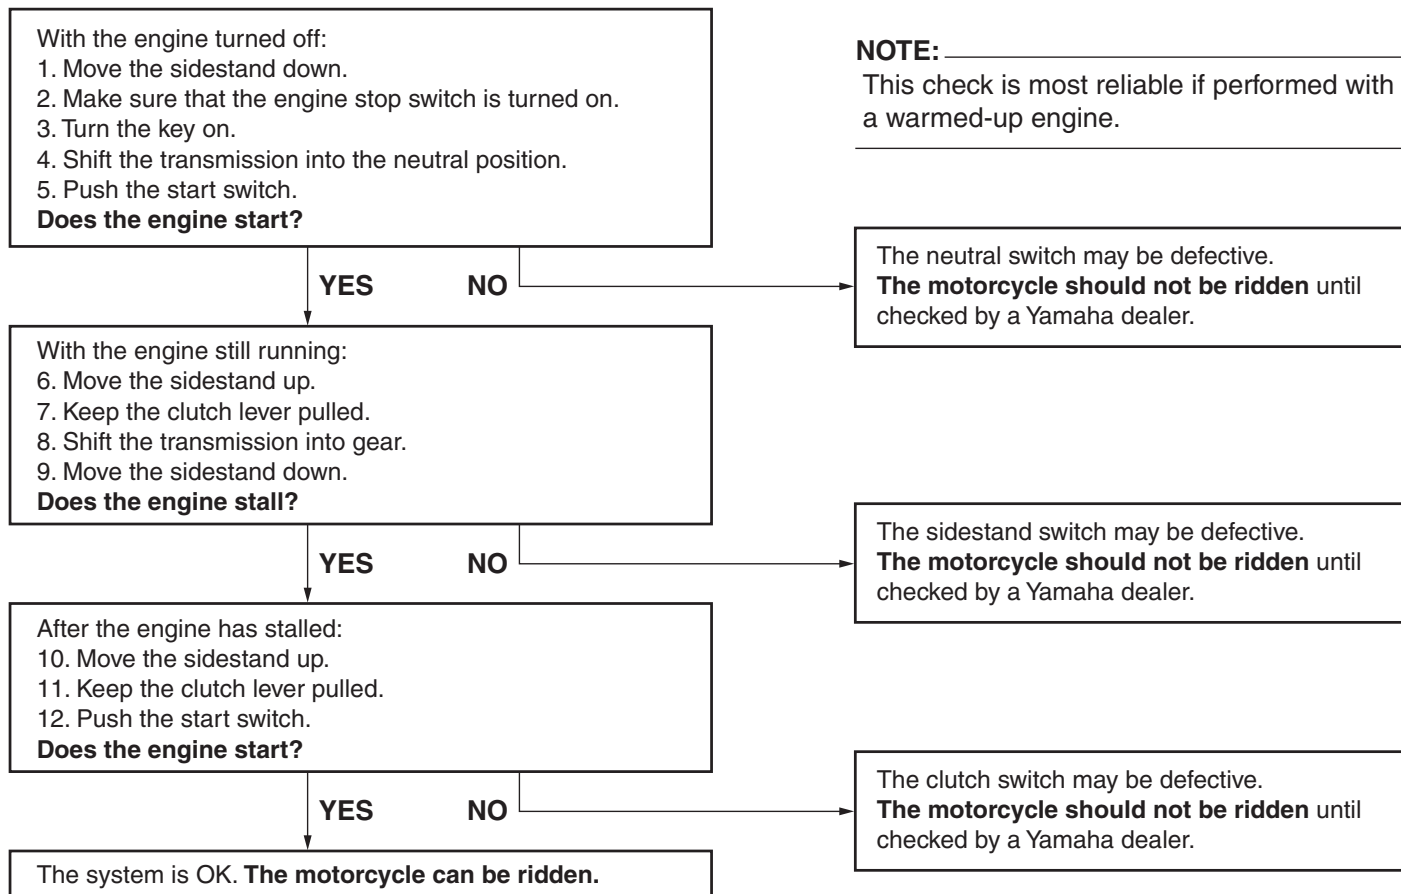 With the engine turned off:
1. Move the sidestand down.
2. Make sure that the engine stop switch is turned on.
3. Turn the key on.
4. Shift the transmission into the neutral position.
5. Push the start switch.
Does the engine start?
NOTE:
This check is most reliable if performed with
a warmed-up engine.
YES NO
The neutral switch may be defective.
The motorcycle should not be ridden until
checked by a Yamaha dealer.
With the engine still running:
6. Move the sidestand up.
7. Keep the clutch lever pulled.
8. Shift the transmission into gear.
9. Move the sidestand down.
Does the engine stall?
YES NO
The sidestand switch may be defective.
The motorcycle should not be ridden until
checked by a Yamaha dealer.
After the engine has stalled:
10. Move the sidestand up.
11. Keep the clutch lever pulled.
12. Push the start switch.
Does the engine start?
YES NO
The clutch switch may be defective.
The motorcycle should not be ridden until
checked by a Yamaha dealer.
The system is OK. The motorcycle can be ridden.